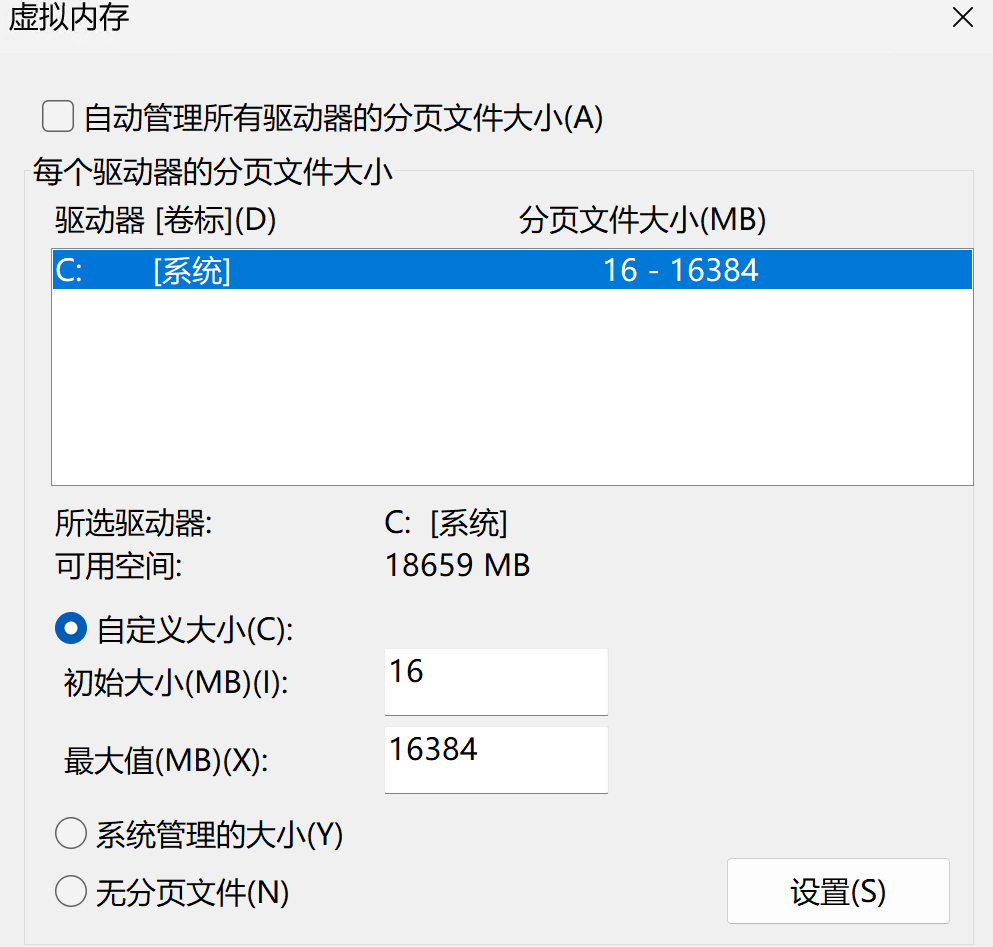 虚拟内存
自动管理所有驱动器的分页文件大小(A)
每个驱动器的分页文件大小
驱动器 [卷标](D) 分页文件大小(MB)
C: [系统] 16 - 16384
所选驱动器: C: [系统]
可用空间: 18659 MB
自定义大小(C):
初始大小(MB)(I): 16
最大值(MB)(X): 16384
系统管理的大小(Y)
无分页文件(N) 设置(S)